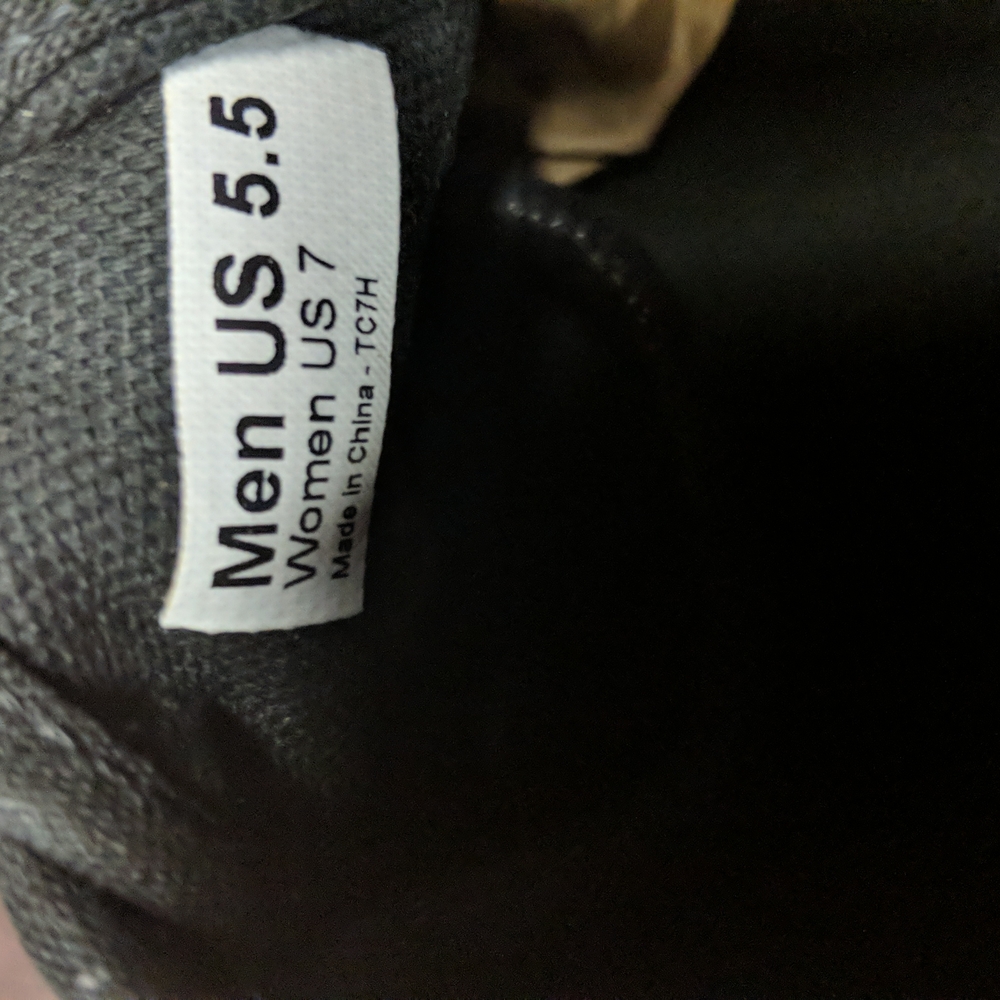 Men US 5.5
Women US 7
Made in China - TC7H